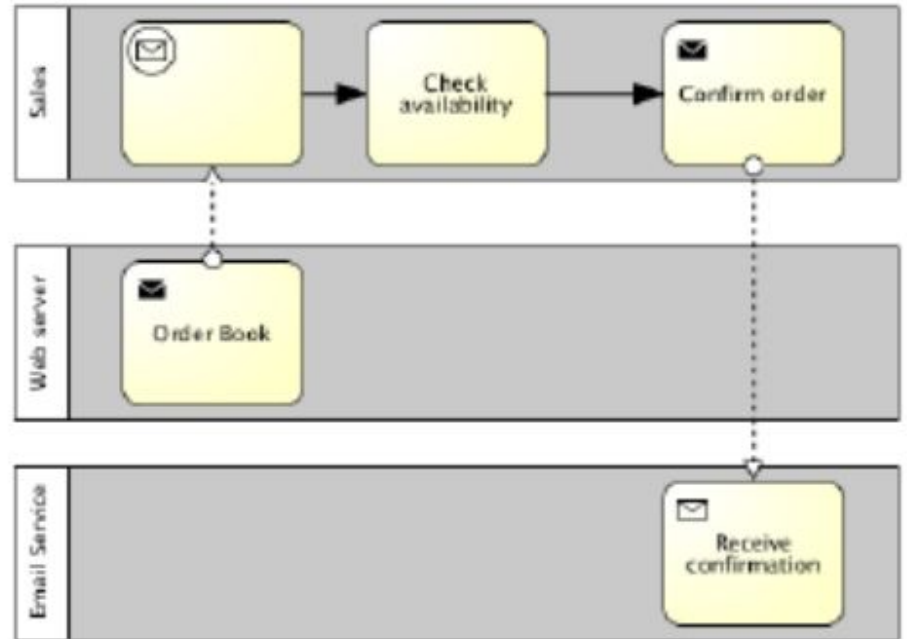 Sales
Check
availability
Confirm order
Web server
Order Book
Email Service
Receive
confirmation